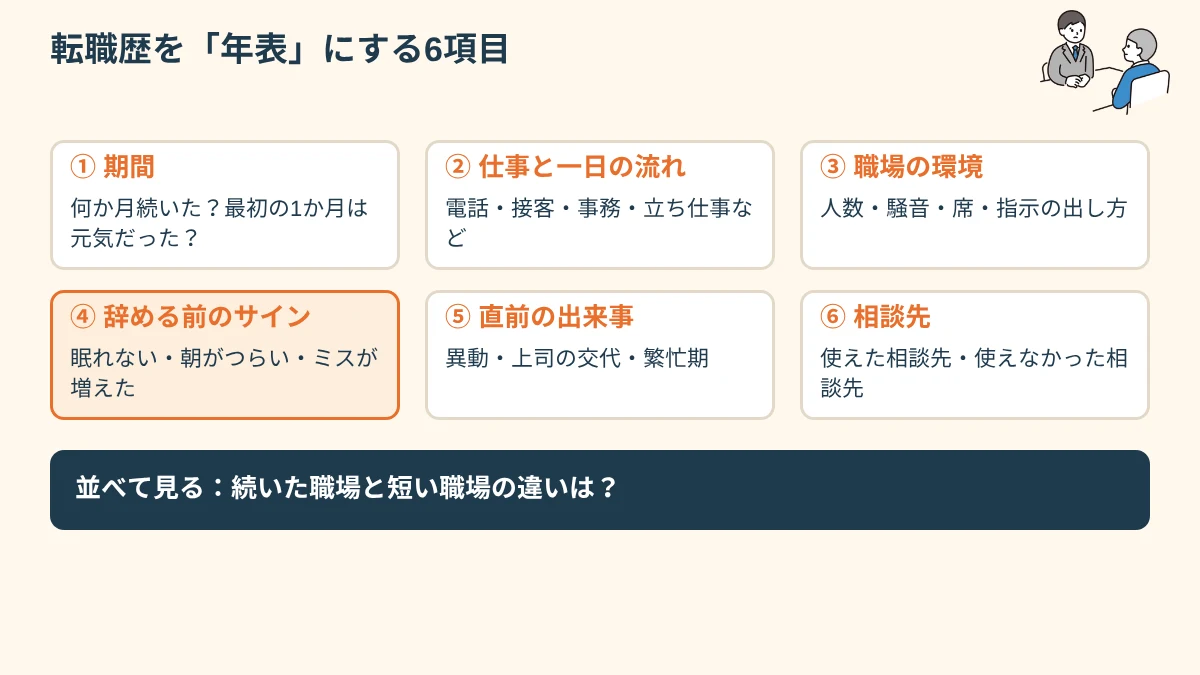 転職歴を「年表」にする6項目
① 期間
何か月続いた？最初の1か月は
元気だった？
② 仕事と一日の流れ
電話・接客・事務・立ち仕事な
ど
③ 職場の環境
人数・騒音・席・指示の出し方
④ 辞める前のサイン
眠れない・朝がつらい・ミスが
増えた
⑤ 直前の出来事
異動・上司の交代・繁忙期
⑥ 相談先
使えた相談先・使えなかった相
談先
並べて見る：続いた職場と短い職場の違いは？